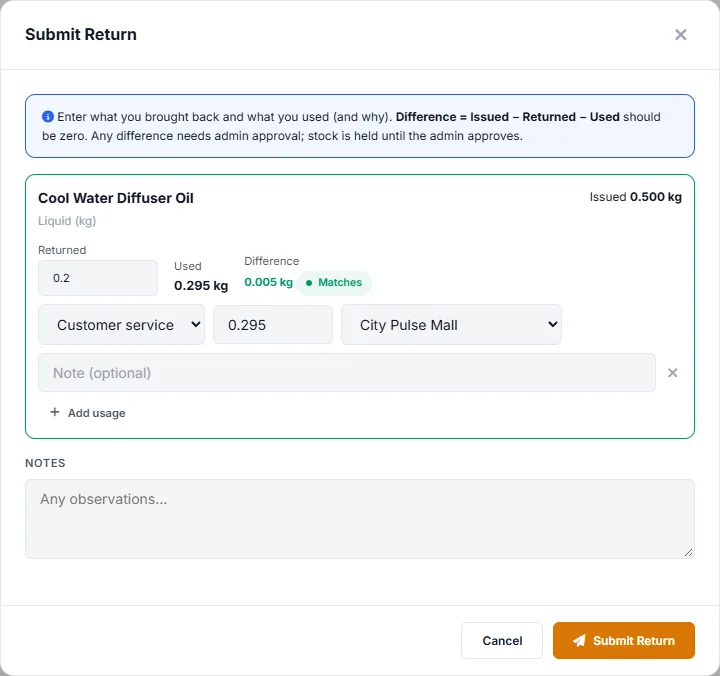 Submit Return
Enter what you brought back and what you used (and why). Difference = Issued − Returned − Used should
be zero. Any difference needs admin approval; stock is held until the admin approves.
Cool Water Diffuser Oil
Issued 0.500 kg
Liquid (kg)
Returned
0.2
Used
0.295 kg
Difference
0.005 kg Matches
Customer service
0.295
City Pulse Mall
Note (optional)
+ Add usage
NOTES
Any observations...
Cancel
Submit Return